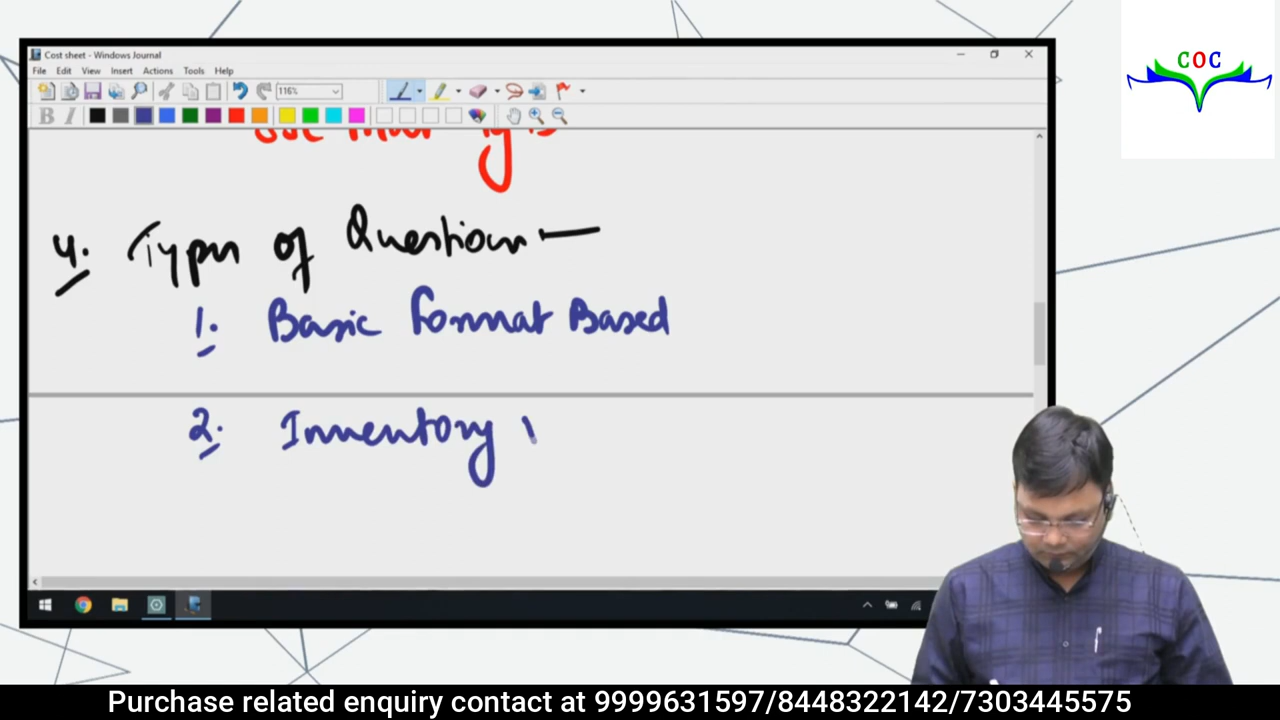 COC
Cost sheet - Windows Journal
File Edit View Insert Actions Tools Help
116%
B I
4. Types of Question —
1. Basic Format Based
2. Inventory
Purchase related enquiry contact at 9999631597/8448322142/7303445575